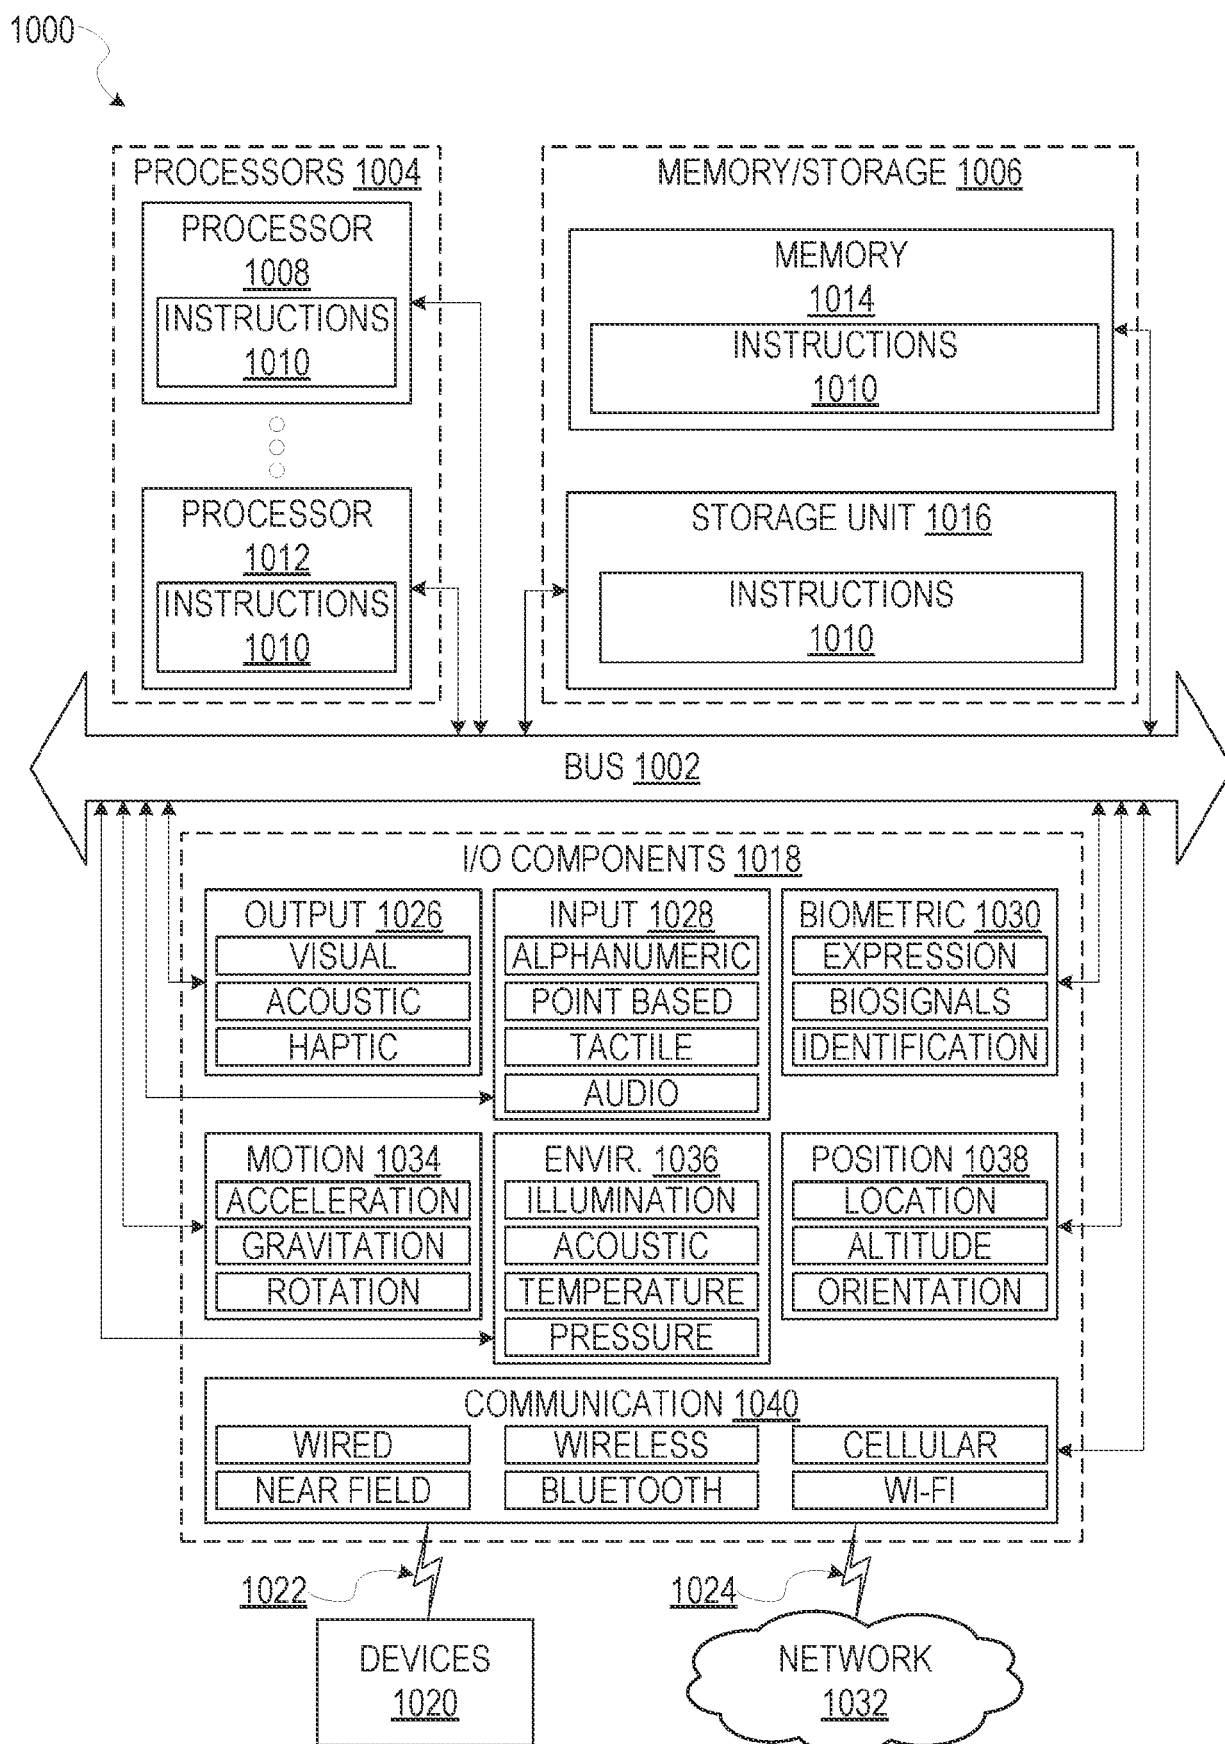 1000
PROCESSORS 1004
PROCESSOR
1008
INSTRUCTIONS
1010
PROCESSOR
1012
INSTRUCTIONS
1010
MEMORY/STORAGE 1006
MEMORY
1014
INSTRUCTIONS
1010
STORAGE UNIT 1016
INSTRUCTIONS
1010
BUS 1002
I/O COMPONENTS 1018
OUTPUT 1026
VISUAL
ACOUSTIC
HAPTIC
INPUT 1028
ALPHANUMERIC
POINT BASED
TACTILE
AUDIO
BIOMETRIC 1030
EXPRESSION
BIOSIGNALS
IDENTIFICATION
MOTION 1034
ACCELERATION
GRAVITATION
ROTATION
ENVIR. 1036
ILLUMINATION
ACOUSTIC
TEMPERATURE
PRESSURE
POSITION 1038
LOCATION
ALTITUDE
ORIENTATION
COMMUNICATION 1040
WIRED
WIRELESS
CELLULAR
NEAR FIELD
BLUETOOTH
WI-FI
1022
1024
DEVICES
1020
NETWORK
1032